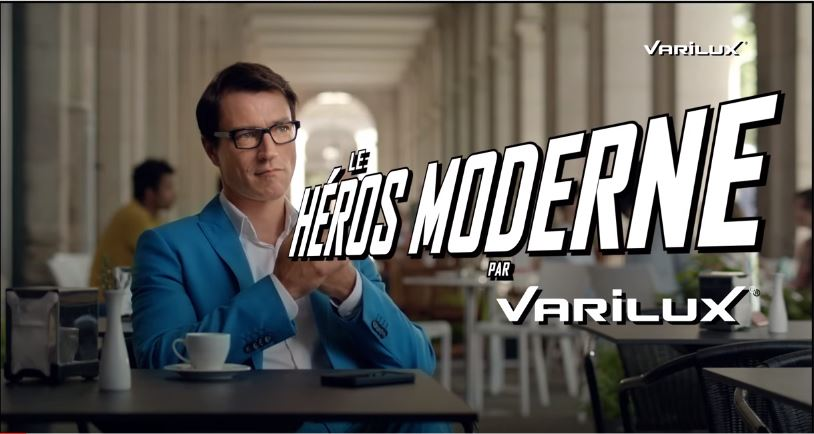 VARILUX®
LE
HÉROS MODERNE
PAR
VARILUX®